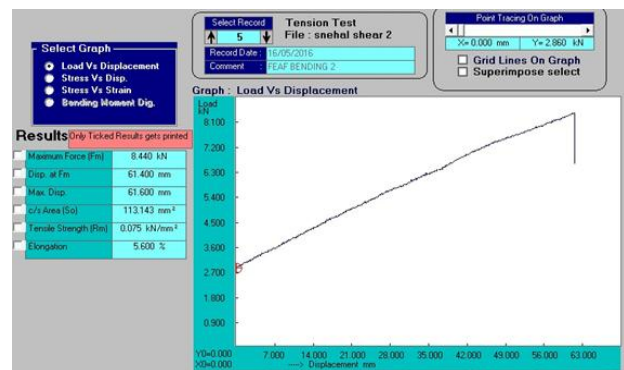 Select Record
5
Tension Test
File : snehal shear 2
Record Date : 16/05/2016
Comment : FEAF BENDING 2
Point Tracing On Graph
X= 0.000 mm Y= 2.860 kN
Grid Lines On Graph
Superimpose select
Select Graph
Load Vs Displacement
Stress Vs Disp.
Stress Vs Strain
Bending Moment Dig.
Graph : Load Vs Displacement
Results
Only Ticked Results gets printed
Maximum Force (Fm) 8.440 kN
Disp. at Fm 61.400 mm
Max. Disp. 61.600 mm
c/s Area (So) 113.143 mm²
Tensile Strength (Rm) 0.075 kN/mm²
Elongation 5.600 %
Load
kN
8.100
7.200
6.300
5.400
4.500
3.600
2.700
1.800
0.900
Y0=0.000
X0=0.000
7.000 14.000 21.000 28.000 35.000 42.000 49.000 56.000 63.000
---> Displacement mm